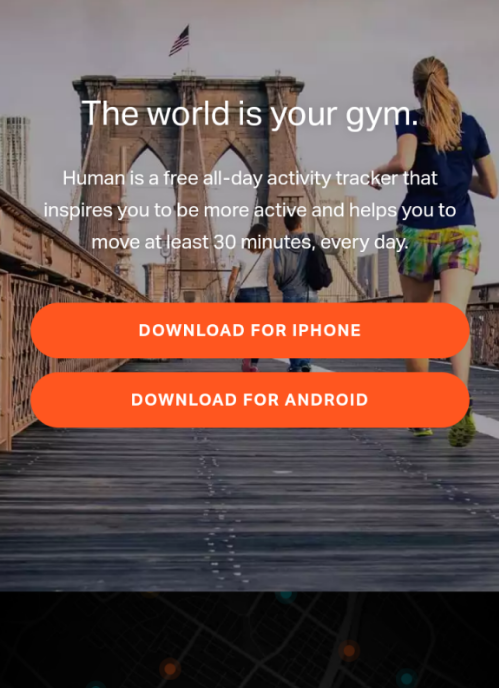 The world is your gym.
Human is a free all-day activity tracker that
inspires you to be more active and helps you to
move at least 30 minutes, every day.
DOWNLOAD FOR IPHONE
DOWNLOAD FOR ANDROID